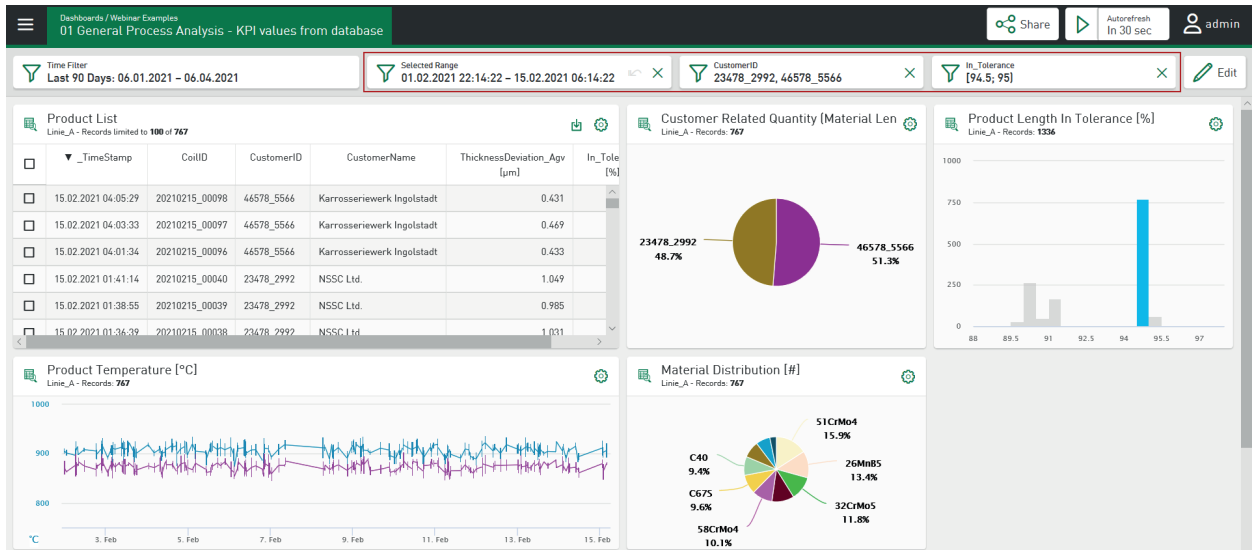 Dashboards / Webinar Examples
01 General Process Analysis - KPI values from database
Share
Autorefresh
In 30 sec
admin
Time Filter
Last 90 Days: 06.01.2021 – 06.04.2021
Selected Range
01.02.2021 22:14:22 – 15.02.2021 06:14:22
CustomerID
23478_2992, 46578_5566
In_Tolerance
[94.5; 95)
Edit
Product List
Linie_A - Records limited to 100 of 767
▼ _TimeStamp CoilID CustomerID CustomerName ThicknessDeviation_Agv In_Tole
[µm] [%]
15.02.2021 04:05:29 20210215_00098 46578_5566 Karrosseriewerk Ingolstadt 0.431
15.02.2021 04:03:33 20210215_00097 46578_5566 Karrosseriewerk Ingolstadt 0.469
15.02.2021 04:01:34 20210215_00096 46578_5566 Karrosseriewerk Ingolstadt 0.433
15.02.2021 01:41:14 20210215_00040 23478_2992 NSSC Ltd. 1.049
15.02.2021 01:38:55 20210215_00039 23478_2992 NSSC Ltd. 0.985
15.02.2021 01:36:39 20210215_00038 23478_2992 NSSC Ltd. 1.031
Customer Related Quantity (Material Len
Linie_A - Records: 767
23478_2992
48.7%
46578_5566
51.3%
Product Length In Tolerance [%]
Linie_A - Records: 1336
1000
750
500
250
0
88 89.5 91 92.5 94 95.5 97
Product Temperature [°C]
Linie_A - Records: 767
1000
900
800
°C 3. Feb 5. Feb 7. Feb 9. Feb 11. Feb 13. Feb 15. Feb
Material Distribution [#]
Linie_A - Records: 767
51CrMo4
15.9%
26MnB5
13.4%
32CrMo5
11.8%
58CrMo4
10.1%
C67S
9.6%
C40
9.4%